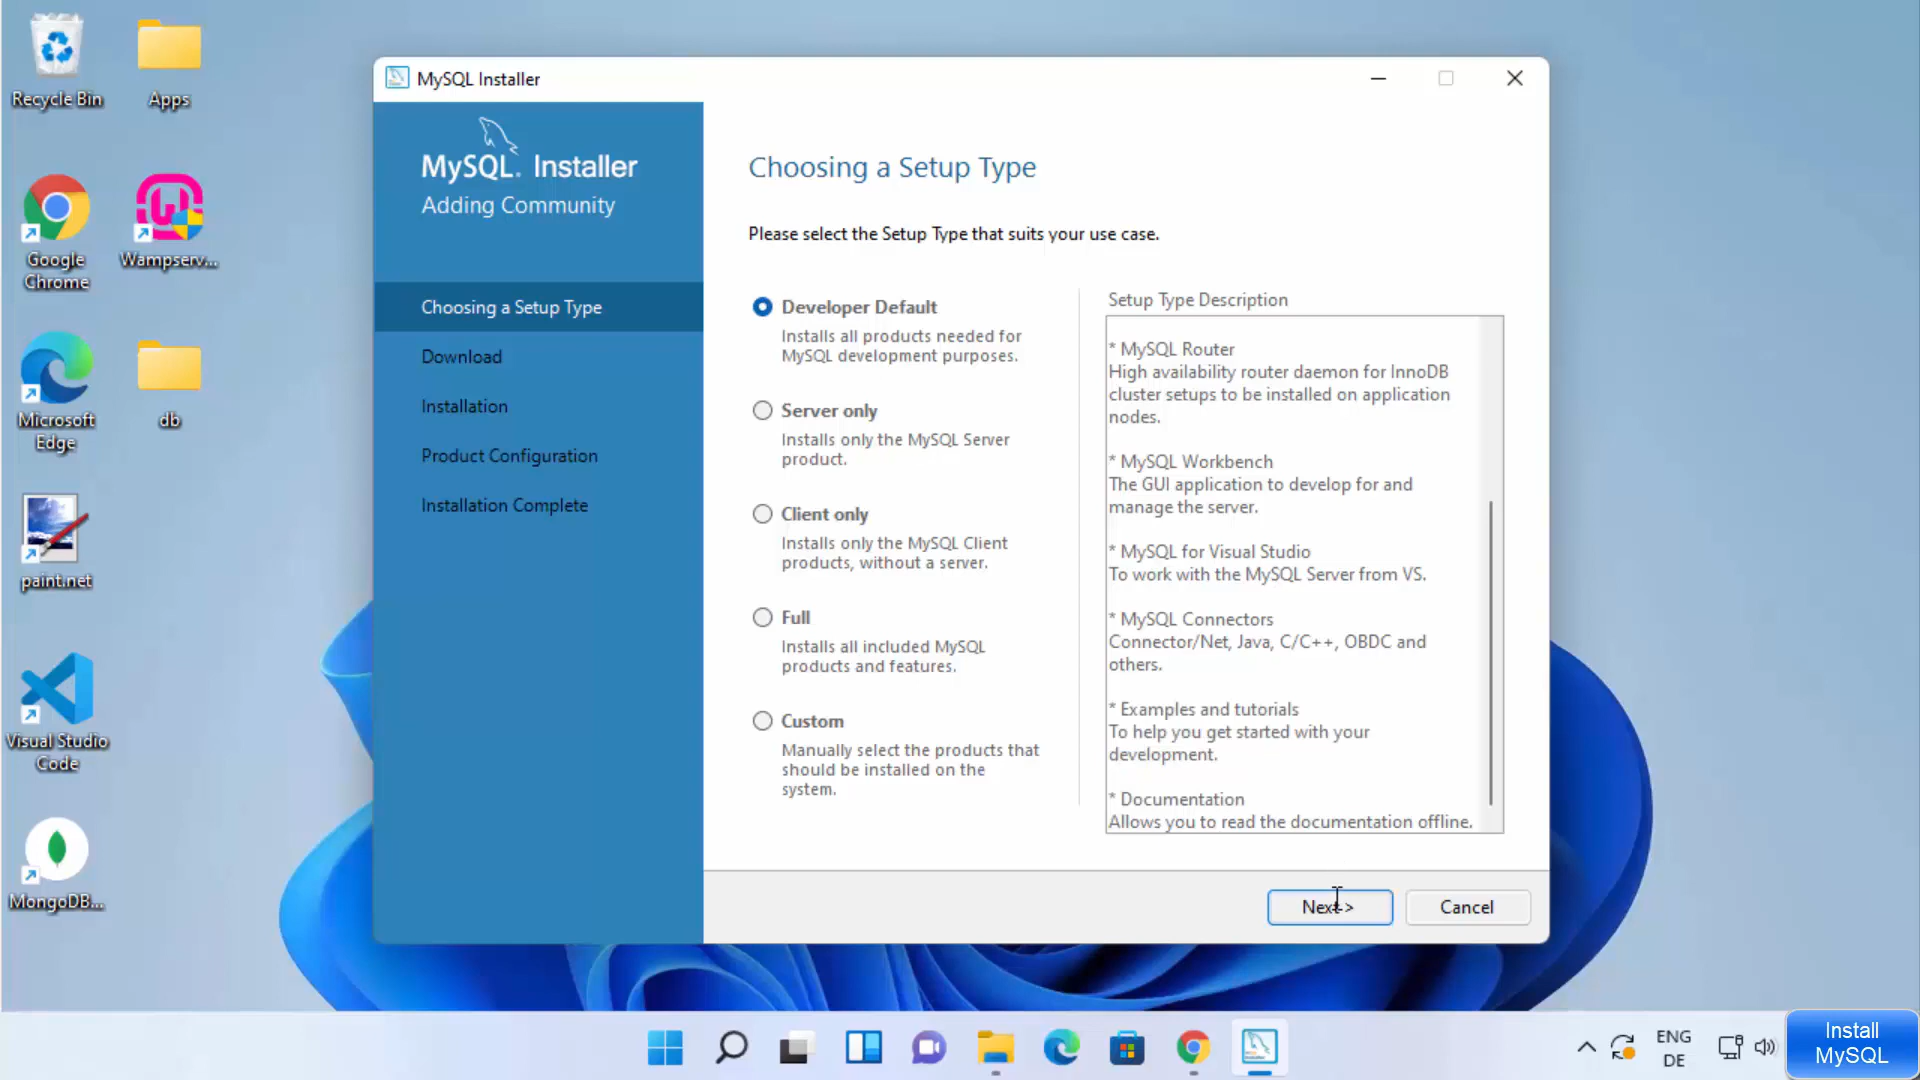 Recycle Bin
Apps
Google
Chrome
Wampserv...
Microsoft
Edge
db
paint.net
Visual Studio
Code
MongoDB...
MySQL Installer
MySQL. Installer
Adding Community
Choosing a Setup Type
Download
Installation
Product Configuration
Installation Complete
Choosing a Setup Type
Please select the Setup Type that suits your use case.
Developer Default
Installs all products needed for
MySQL development purposes.
Server only
Installs only the MySQL Server
product.
Client only
Installs only the MySQL Client
products, without a server.
Full
Installs all included MySQL
products and features.
Custom
Manually select the products that
should be installed on the
system.
Setup Type Description
* MySQL Router
High availability router daemon for InnoDB
cluster setups to be installed on application
nodes.
* MySQL Workbench
The GUI application to develop for and
manage the server.
* MySQL for Visual Studio
To work with the MySQL Server from VS.
* MySQL Connectors
Connector/Net, Java, C/C++, OBDC and
others.
* Examples and tutorials
To help you get started with your
development.
* Documentation
Allows you to read the documentation offline.
Next >
Cancel
ENG
DE
Install
MySQL